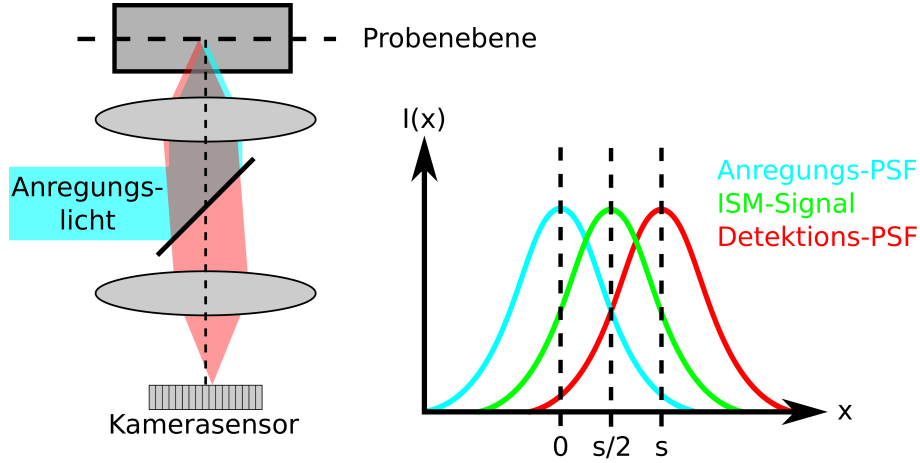 Probenebene
Anregungs-
licht
Kamerasensor
I(x)
Anregungs-PSF
ISM-Signal
Detektions-PSF
x
0 s/2 s